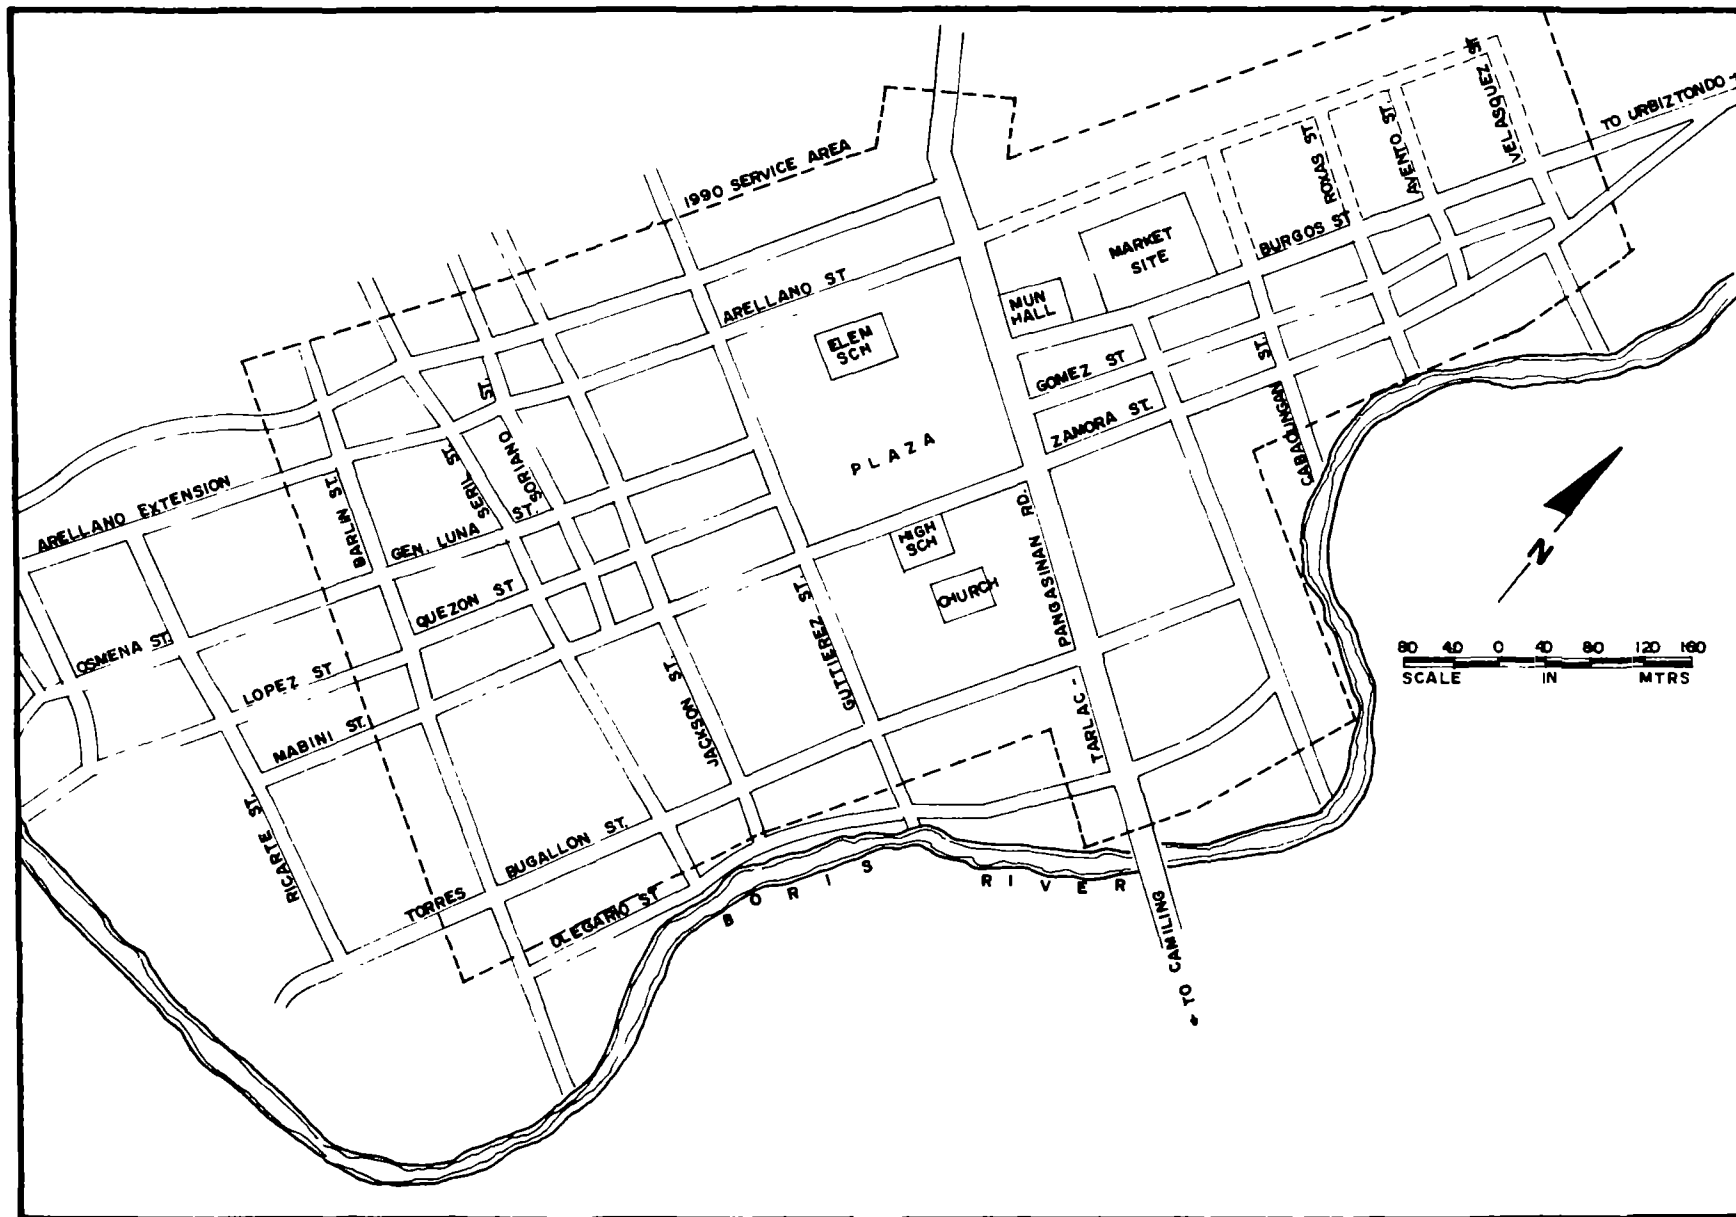 1990 SERVICE AREA
VELASQUEZ ST
TO URBIZTONDO
ROXAS ST
AVENTO ST.
BURGOS ST
MARKET
SITE
MUN
HALL
ARELLANO ST
ELEM
SCH
GOMEZ ST
ZAMORA ST.
CABAQUINGAN ST.
PLAZA
SERIL ST.
SORIANO ST.
ARELLANO EXTENSION
BARLIN ST.
GEN. LUNA ST.
QUEZON ST
HIGH
SCH
CHURCH
TARLAC - PANGASINAN RD.
N
OSMENA ST.
LOPEZ ST
MABINI ST.
JACKSON ST.
GUTTIEREZ ST.
80 40 0 40 80 120 160
SCALE IN MTRS
RICARTE ST.
TORRES BUGALLON ST.
OLEGARIO ST
BORIS RIVER
TO CAMILING